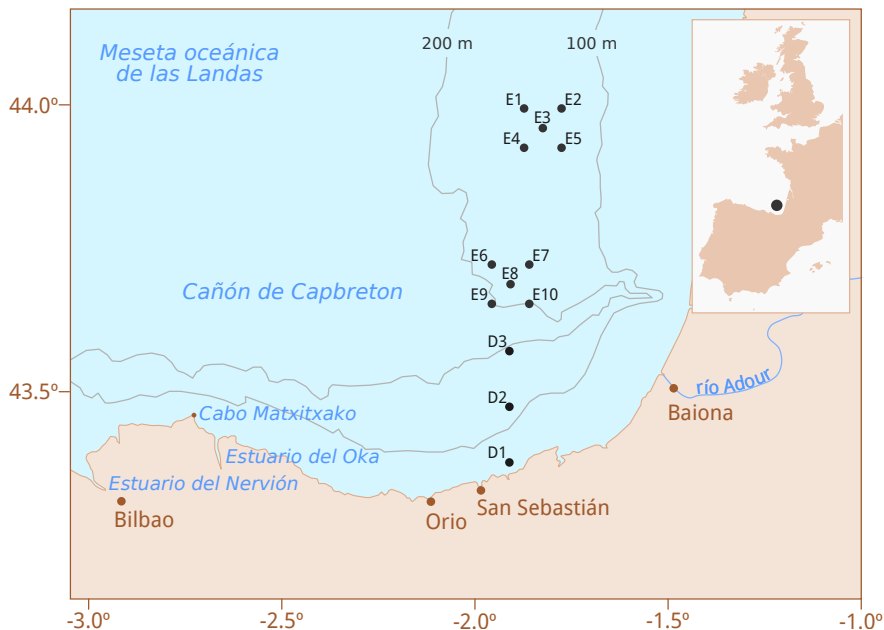 Meseta oceánica
de las Landas
200 m
100 m
44.0º
E1
E2
E3
E4
E5
E6
E7
E8
E9
E10
Cañón de Capbreton
D3
43.5º
D2
río Adour
Baiona
Cabo Matxitxako
D1
Estuario del Oka
Estuario del Nervión
Bilbao
Orio
San Sebastián
-3.0º
-2.5º
-2.0º
-1.5º
-1.0º